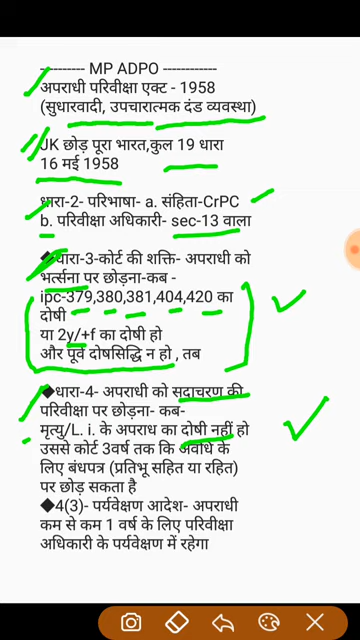 ---------- MP ADPO ------------
अपराधी परिवीक्षा एक्ट - 1958
(सुधारवादी, उपचारात्मक दंड व्यवस्था)
JK छोड़ पूरा भारत,कुल 19 धारा
16 मई 1958
धारा-2- परिभाषा- a. संहिता-CrPC
b. परिवीक्षा अधिकारी- sec-13 वाला
◆धारा-3-कोर्ट की शक्ति- अपराधी को
भर्त्सना पर छोड़ना-कब -
ipc-379,380,381,404,420 का
दोषी
या 2y/+f का दोषी हो
और पूर्व दोषसिद्धि न हो , तब
◆धारा-4- अपराधी को सदाचरण की
परिवीक्षा पर छोड़ना- कब-
मृत्यु/L. i. के अपराध का दोषी नहीं हो
उससे कोर्ट 3वर्ष तक कि अवधि के
लिए बंधपत्र (प्रतिभू सहित या रहित)
पर छोड़ सकता है
◆4(3)- पर्यवेक्षण आदेश- अपराधी
कम से कम 1 वर्ष के लिए परिवीक्षा
अधिकारी के पर्यवेक्षण में रहेगा